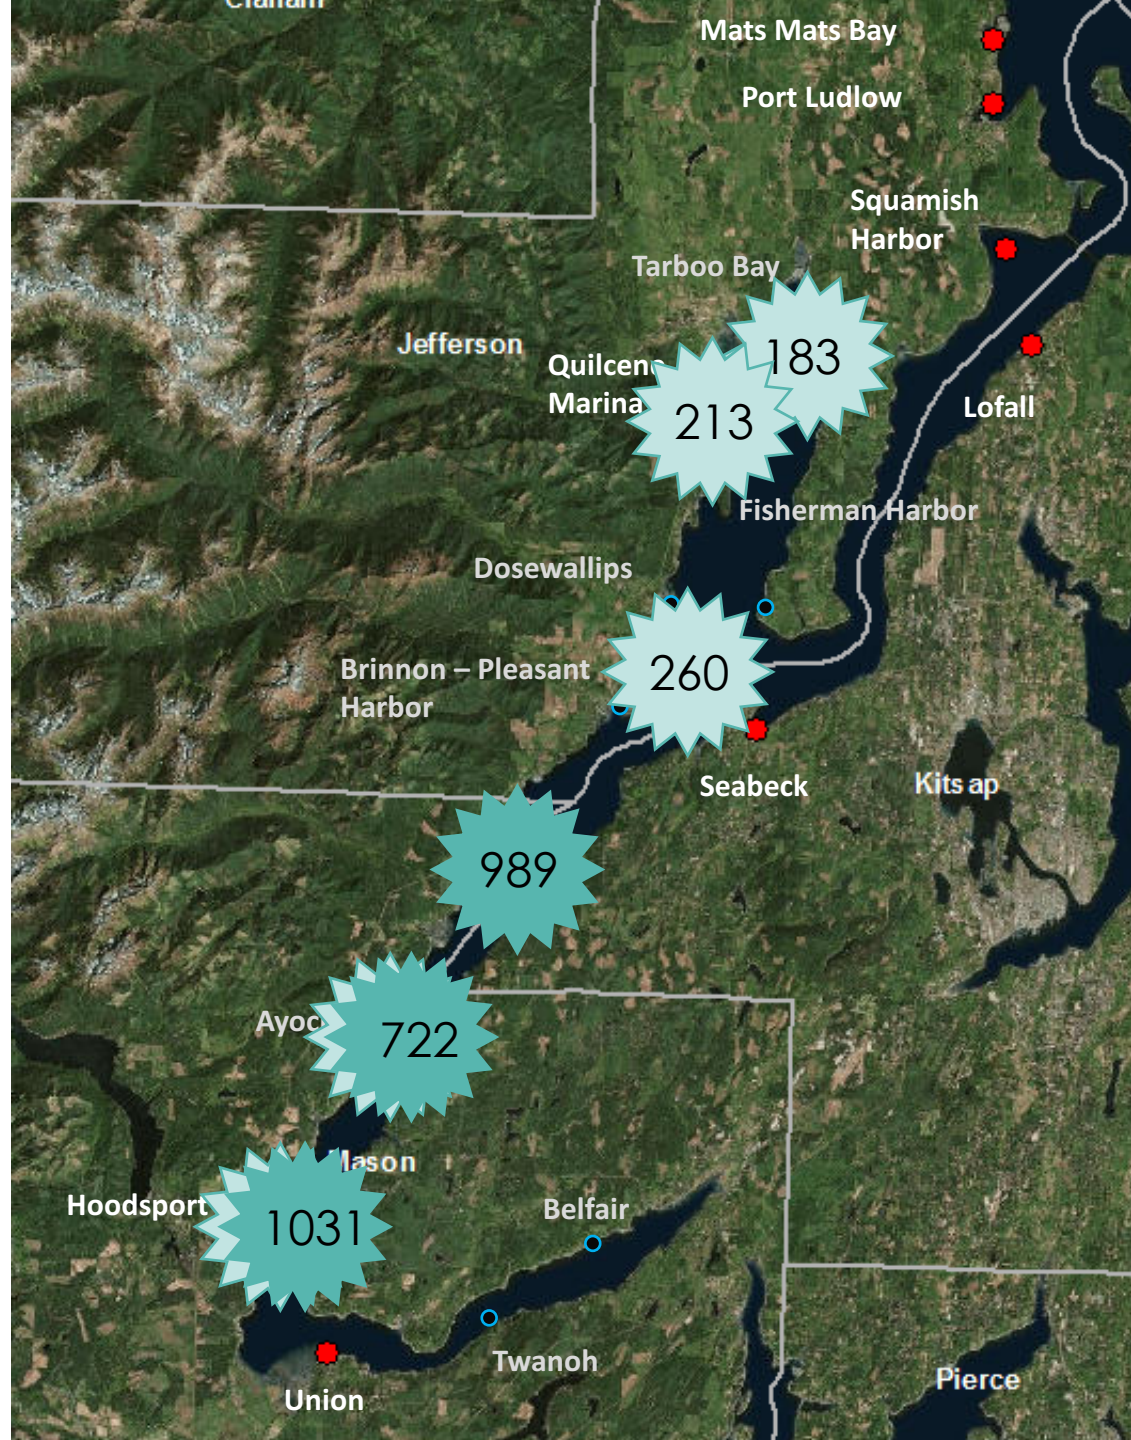 Mats Mats Bay
Port Ludlow
Squamish
Harbor
Tarboo Bay
Jefferson
183
Marina
213
Lofall
Fisherman Harbor
Dosewallips
Brinnon – Pleasant
Harbor
260
Seabeck
Kitsap
989
722
Mason
Hoodsport
1031
Belfair
Twanoh
Union
Pierce